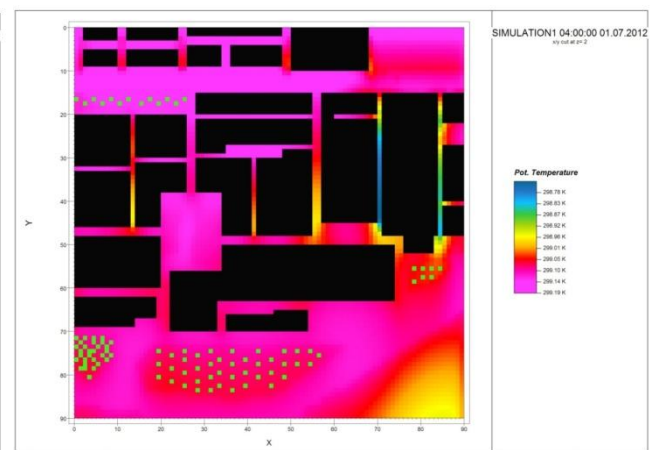 SIMULATION1 04:00:00 01.07.2012
x/y cut at z= 2
0
10
20
30
40
50
60
70
80
90
Y
0
10
20
30
40
50
60
70
80
90
X
Pot. Temperature
298.78 K
298.83 K
298.87 K
298.92 K
298.96 K
299.01 K
299.05 K
299.10 K
299.14 K
299.19 K